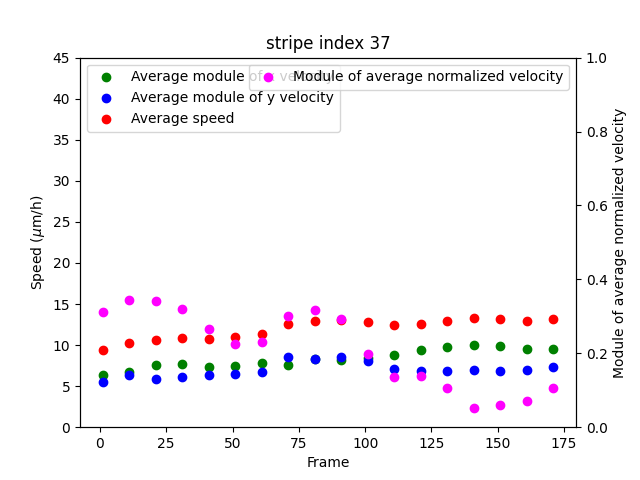 stripe index 37
Average module of x velocity
Average module of y velocity
Average speed
Module of average normalized velocity
45
40
35
30
25
20
15
10
5
0
Speed (μm/h)
1.0
0.8
0.6
0.4
0.2
0.0
Module of average normalized velocity
0 25 50 75 100 125 150 175
Frame